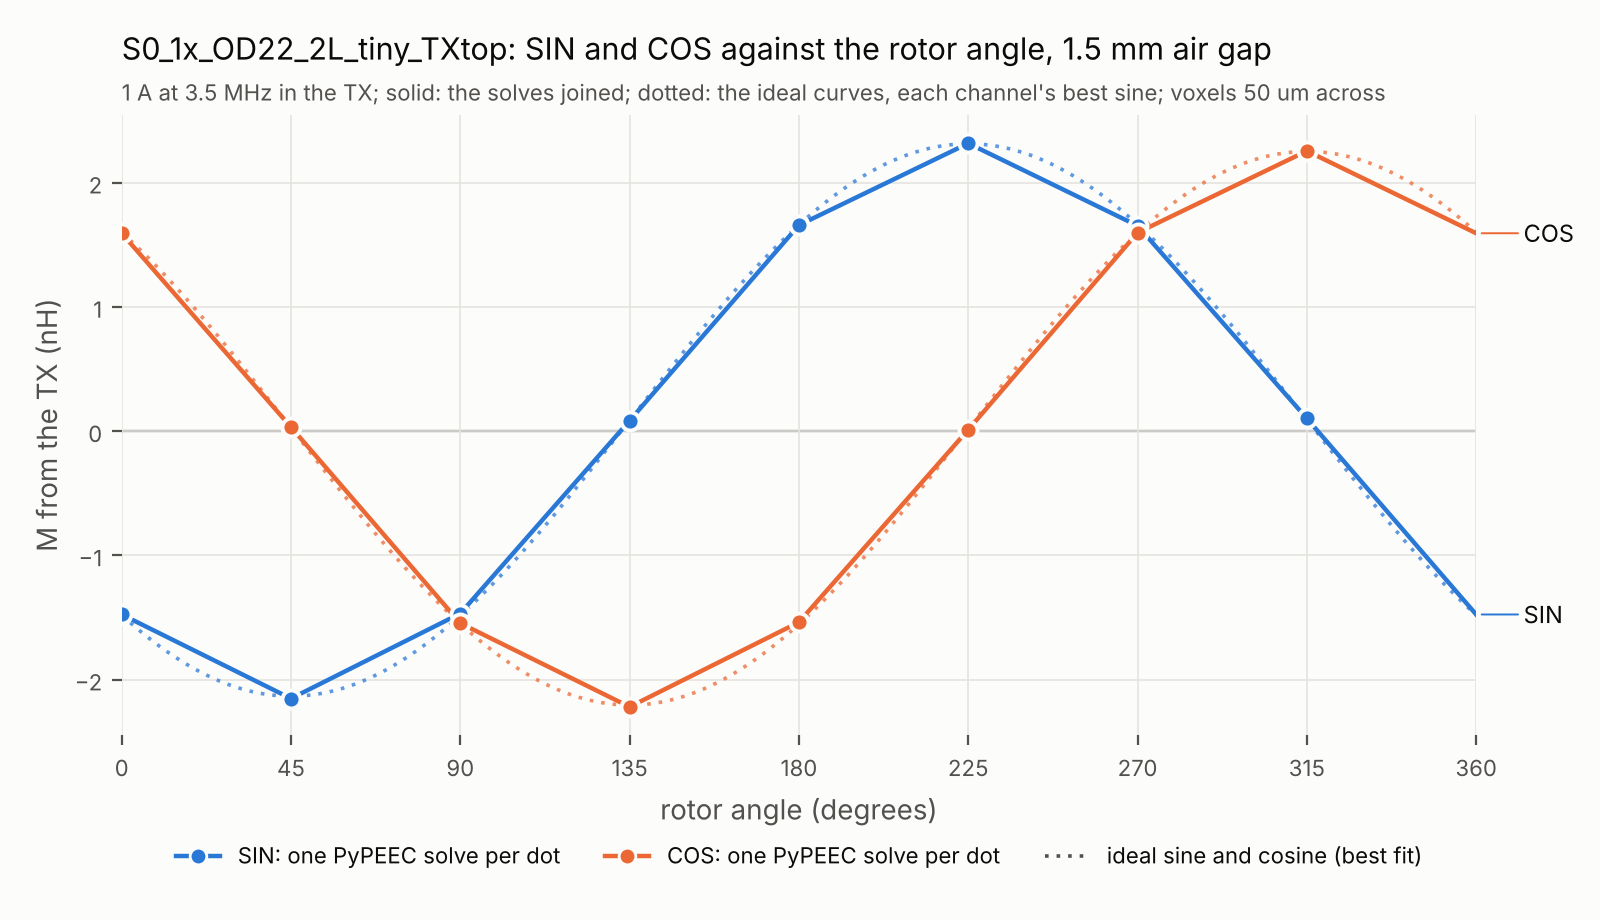 S0_1x_OD22_2L_tiny_TXtop: SIN and COS against the rotor angle, 1.5 mm air gap
1 A at 3.5 MHz in the TX; solid: the solves joined; dotted: the ideal curves, each channel's best sine; voxels 50 um across
M from the TX (nH)
2
1
0
−1
−2
COS
SIN
0 45 90 135 180 225 270 315 360
rotor angle (degrees)
SIN: one PyPEEC solve per dot COS: one PyPEEC solve per dot ideal sine and cosine (best fit)